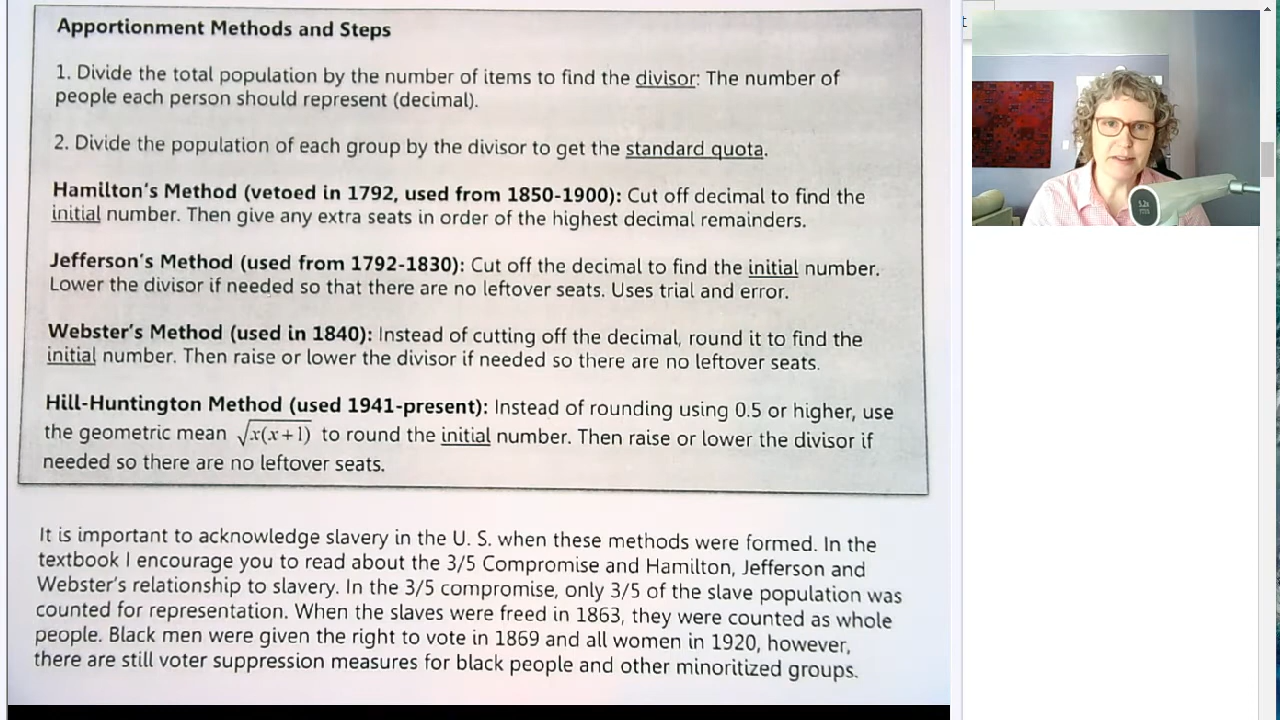 Apportionment Methods and Steps
1. Divide the total population by the number of items to find the divisor: The number of
people each person should represent (decimal).
2. Divide the population of each group by the divisor to get the standard quota.
Hamilton's Method (vetoed in 1792, used from 1850-1900): Cut off decimal to find the
initial number. Then give any extra seats in order of the highest decimal remainders.
Jefferson's Method (used from 1792-1830): Cut off the decimal to find the initial number.
Lower the divisor if needed so that there are no leftover seats. Uses trial and error.
Webster's Method (used in 1840): Instead of cutting off the decimal, round it to find the
initial number. Then raise or lower the divisor if needed so there are no leftover seats.
Hill-Huntington Method (used 1941-present): Instead of rounding using 0.5 or higher, use
the geometric mean √x(x+1) to round the initial number. Then raise or lower the divisor if
needed so there are no leftover seats.
It is important to acknowledge slavery in the U. S. when these methods were formed. In the
textbook I encourage you to read about the 3/5 Compromise and Hamilton, Jefferson and
Webster's relationship to slavery. In the 3/5 compromise, only 3/5 of the slave population was
counted for representation. When the slaves were freed in 1863, they were counted as whole
people. Black men were given the right to vote in 1869 and all women in 1920, however,
there are still voter suppression measures for black people and other minoritized groups.